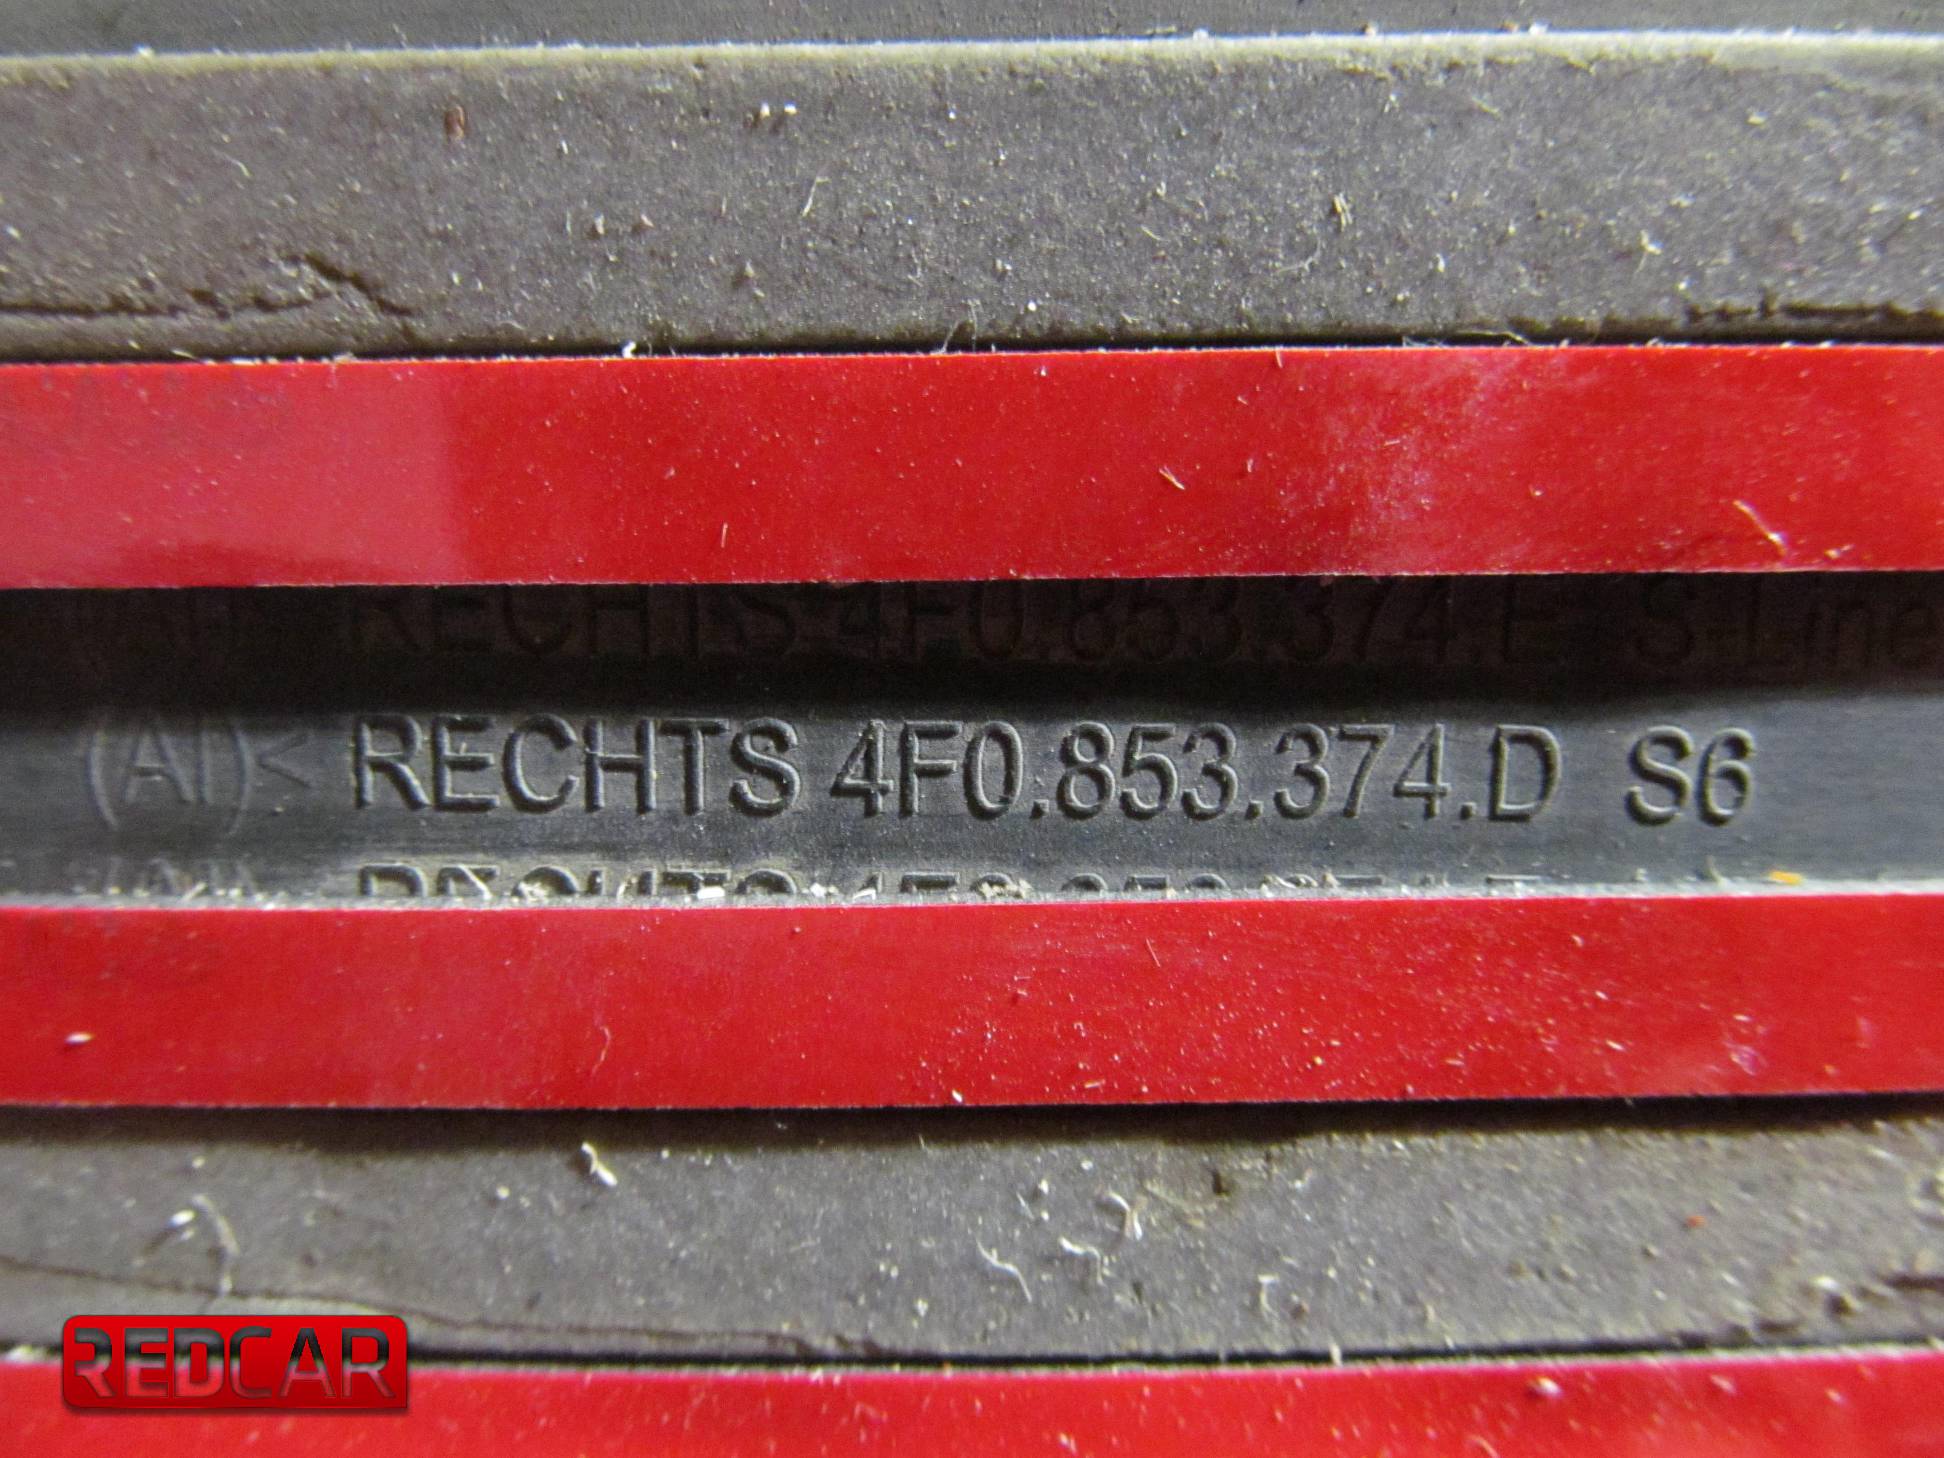 RECHTS 4F0.853.374.E S-Line
(AI)< RECHTS 4F0.853.374.D S6
REDCAR